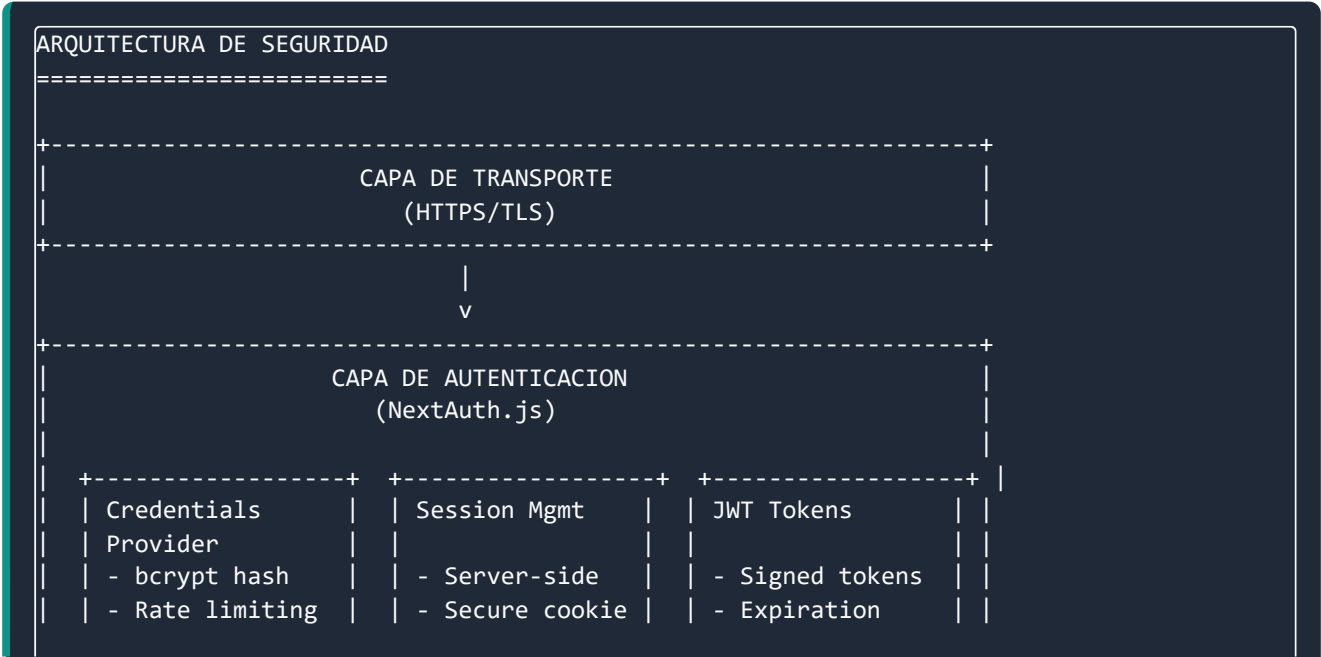 ARQUITECTURA DE SEGURIDAD
=========================
+------------------------------------------------------------------+
|                      CAPA DE TRANSPORTE                          |
|                         (HTTPS/TLS)                              |
+------------------------------------------------------------------+
                              |
                              v
+------------------------------------------------------------------+
|                    CAPA DE AUTENTICACION                         |
|                       (NextAuth.js)                              |
|                                                                  |
|  +------------------+  +------------------+  +------------------+ |
|  | Credentials      |  | Session Mgmt    |  | JWT Tokens       | |
|  | Provider         |  |                 |  |                  | |
|  | - bcrypt hash    |  | - Server-side   |  | - Signed tokens  | |
|  | - Rate limiting  |  | - Secure cookie |  | - Expiration     | |